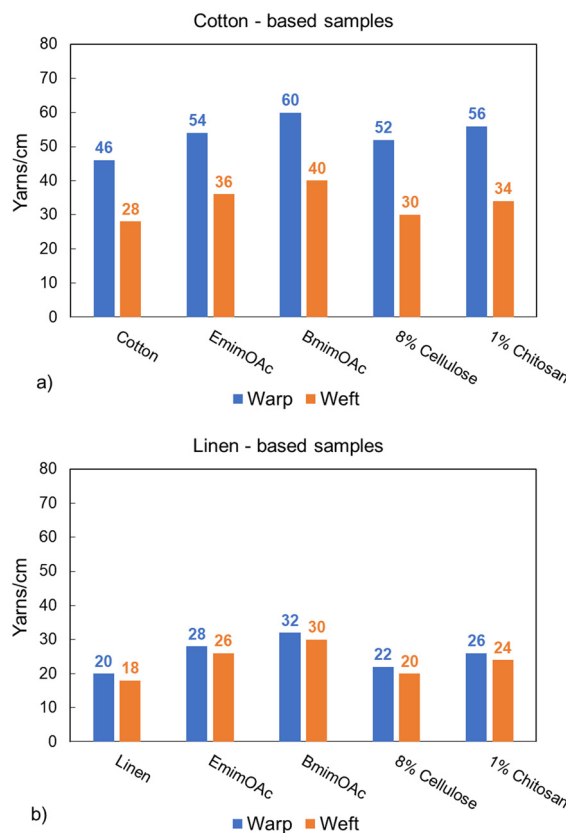 Cotton - based samples
80
70
60
50
40
30
20
10
0
Yarns/cm
46
28
54
36
60
40
52
30
56
34
Cotton
EmimOAc
BmimOAc
8% Cellulose
1% Chitosan
a)
Warp
Weft
Linen - based samples
80
70
60
50
40
30
20
10
0
Yarns/cm
20
18
28
26
32
30
22
20
26
24
Linen
EmimOAc
BmimOAc
8% Cellulose
1% Chitosan
b)
Warp
Weft